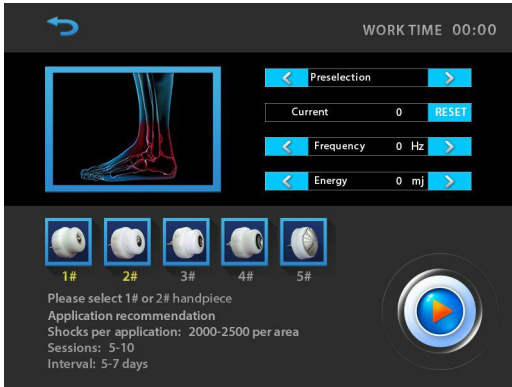 WORK TIME 00:00
Preselection
Current 0 RESET
Frequency 0 Hz
Energy 0 mj
1# 2# 3# 4# 5#
Please select 1# or 2# handpiece
Application recommendation
Shocks per application: 2000-2500 per area
Sessions: 5-10
Interval: 5-7 days